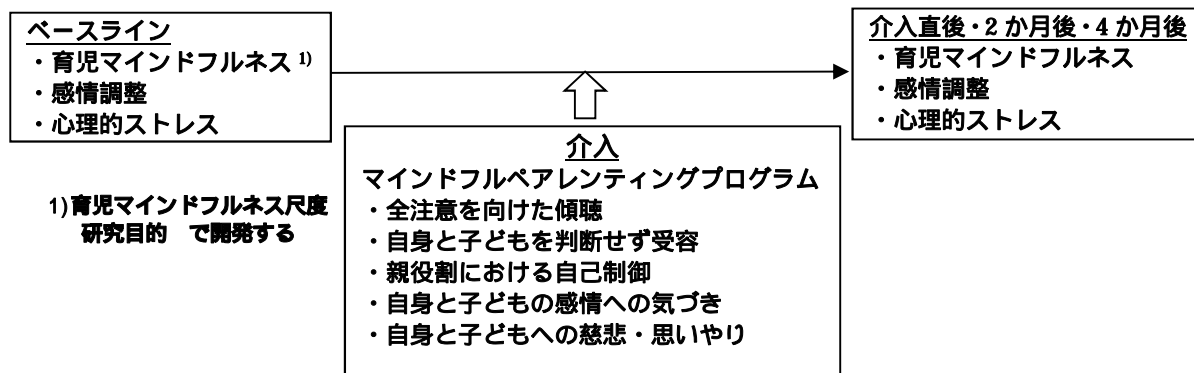 ベースライン
・育児マインドフルネス 1)
・感情調整
・心理的ストレス
介入直後・2 か月後・4 か月後
・育児マインドフルネス
・感情調整
・心理的ストレス
介入
マインドフルペアレンティングプログラム
・全注意を向けた傾聴
・自身と子どもを判断せず受容
・親役割における自己制御
・自身と子どもの感情への気づき
・自身と子どもへの慈悲・思いやり
1)育児マインドフルネス尺度
研究目的　で開発する